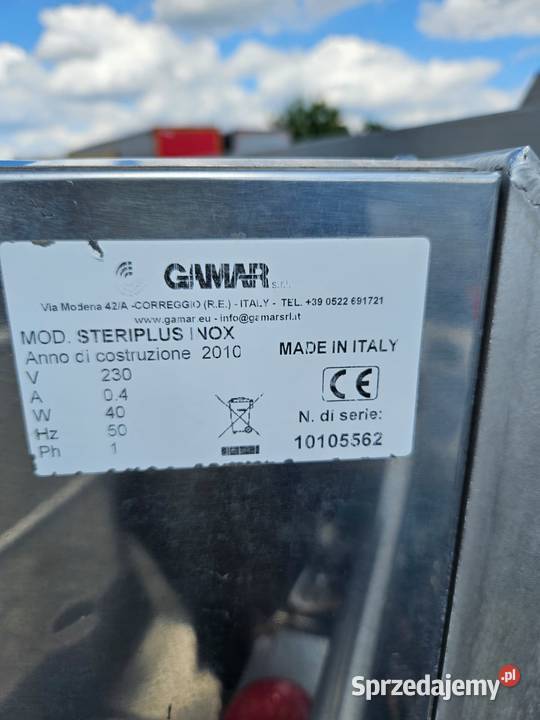 GAMAR s.r.l.
Via Modena 42/A -CORREGGIO (R.E.) - ITALY - TEL. +39 0522 691721
www.gamar.eu - info@gamarsrl.it
MOD. STERIPLUS INOX
Anno di costruzione 2010
MADE IN ITALY
V 230
A 0.4
W 40
Hz 50
Ph 1
CE
N. di serie:
10105562
Sprzedajemy.pl